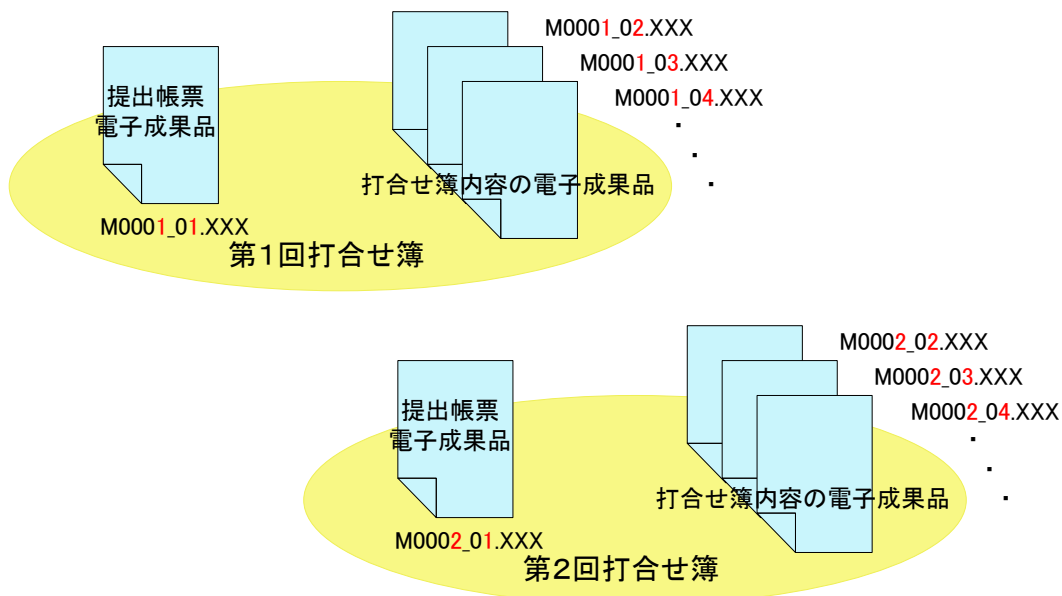 M0001_02.XXX
M0001_03.XXX
M0001_04.XXX
・
・
・
提出帳票
電子成果品
打合せ簿内容の電子成果品
M0001_01.XXX
第1回打合せ簿
M0002_02.XXX
M0002_03.XXX
M0002_04.XXX
・
・
・
提出帳票
電子成果品
打合せ簿内容の電子成果品
M0002_01.XXX
第2回打合せ簿